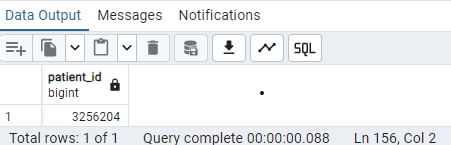 Data Output Messages Notifications
SQL
patient_id
bigint
1 3256204
Total rows: 1 of 1 Query complete 00:00:00.088 Ln 156, Col 2